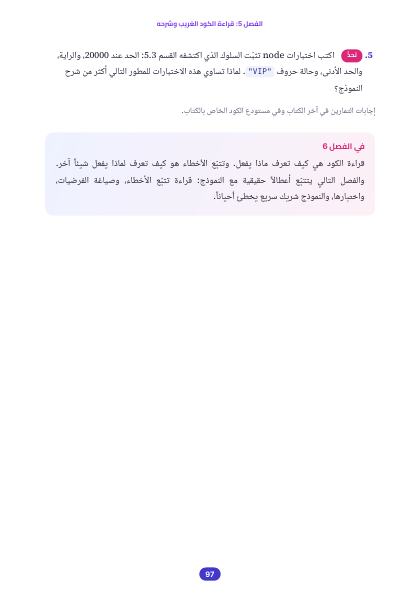 الفصل 5: قراءة الكود الغريب وشرحه
5. تحدٍّ اكتب اختبارات node تثبّت السلوك الذي اكتشفته القسم 5.3: الحد عند 20000، والراية،
والحد الأدنى، وحالة حروف "VIP". لماذا تساوي هذه الاختبارات للمطور التالي أكثر من شرح
النموذج؟
إجابات التمارين في آخر الكتاب وفي مستودع الكود الخاص بالكتاب.
في الفصل 6
قراءة الكود هي كيف تعرف ماذا يفعل. وتتبّع الأخطاء هو كيف تعرف لماذا يفعل شيئاً آخر.
والفصل التالي يتتبّع أعطالاً حقيقية مع النموذج: قراءة تتبّع الأخطاء، وصياغة الفرضيات،
واختبارها، والنموذج شريك سريع يخطئ أحياناً.
97